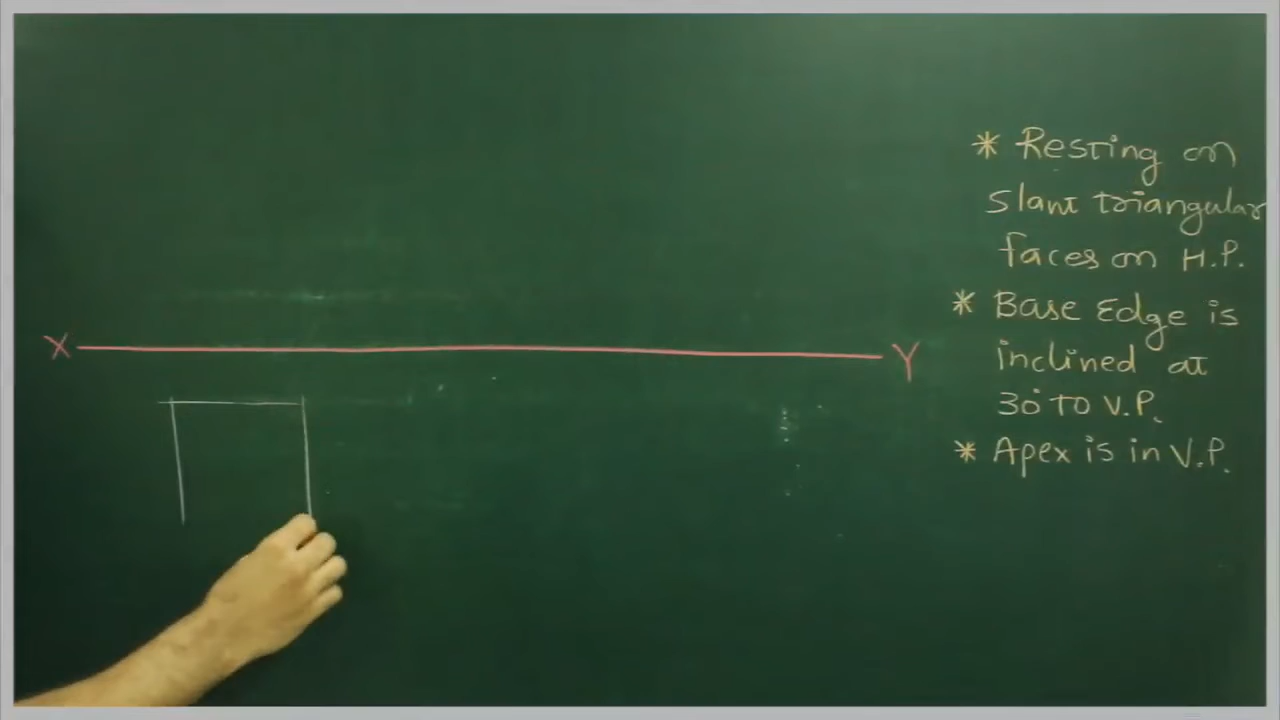 * Resting on
Slant triangular
faces on H.P.
X
Y
* Base Edge is
inclined at
30° TO V.P.
* Apex is in V.P.